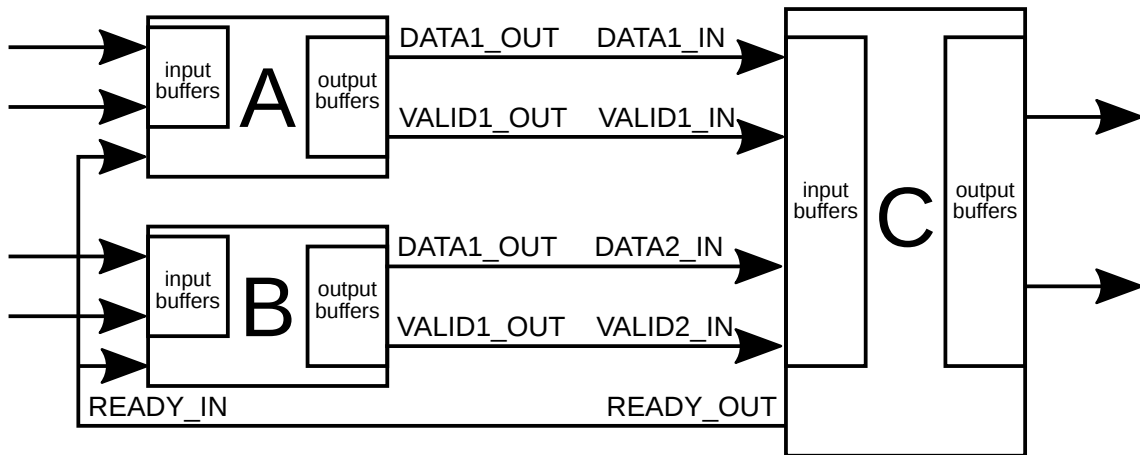 DATA1_OUT DATA1_IN
input
buffers
A
output
buffers
VALID1_OUT VALID1_IN
input
buffers
C
output
buffers
DATA1_OUT DATA2_IN
input
buffers
B
output
buffers
VALID1_OUT VALID2_IN
READY_IN READY_OUT